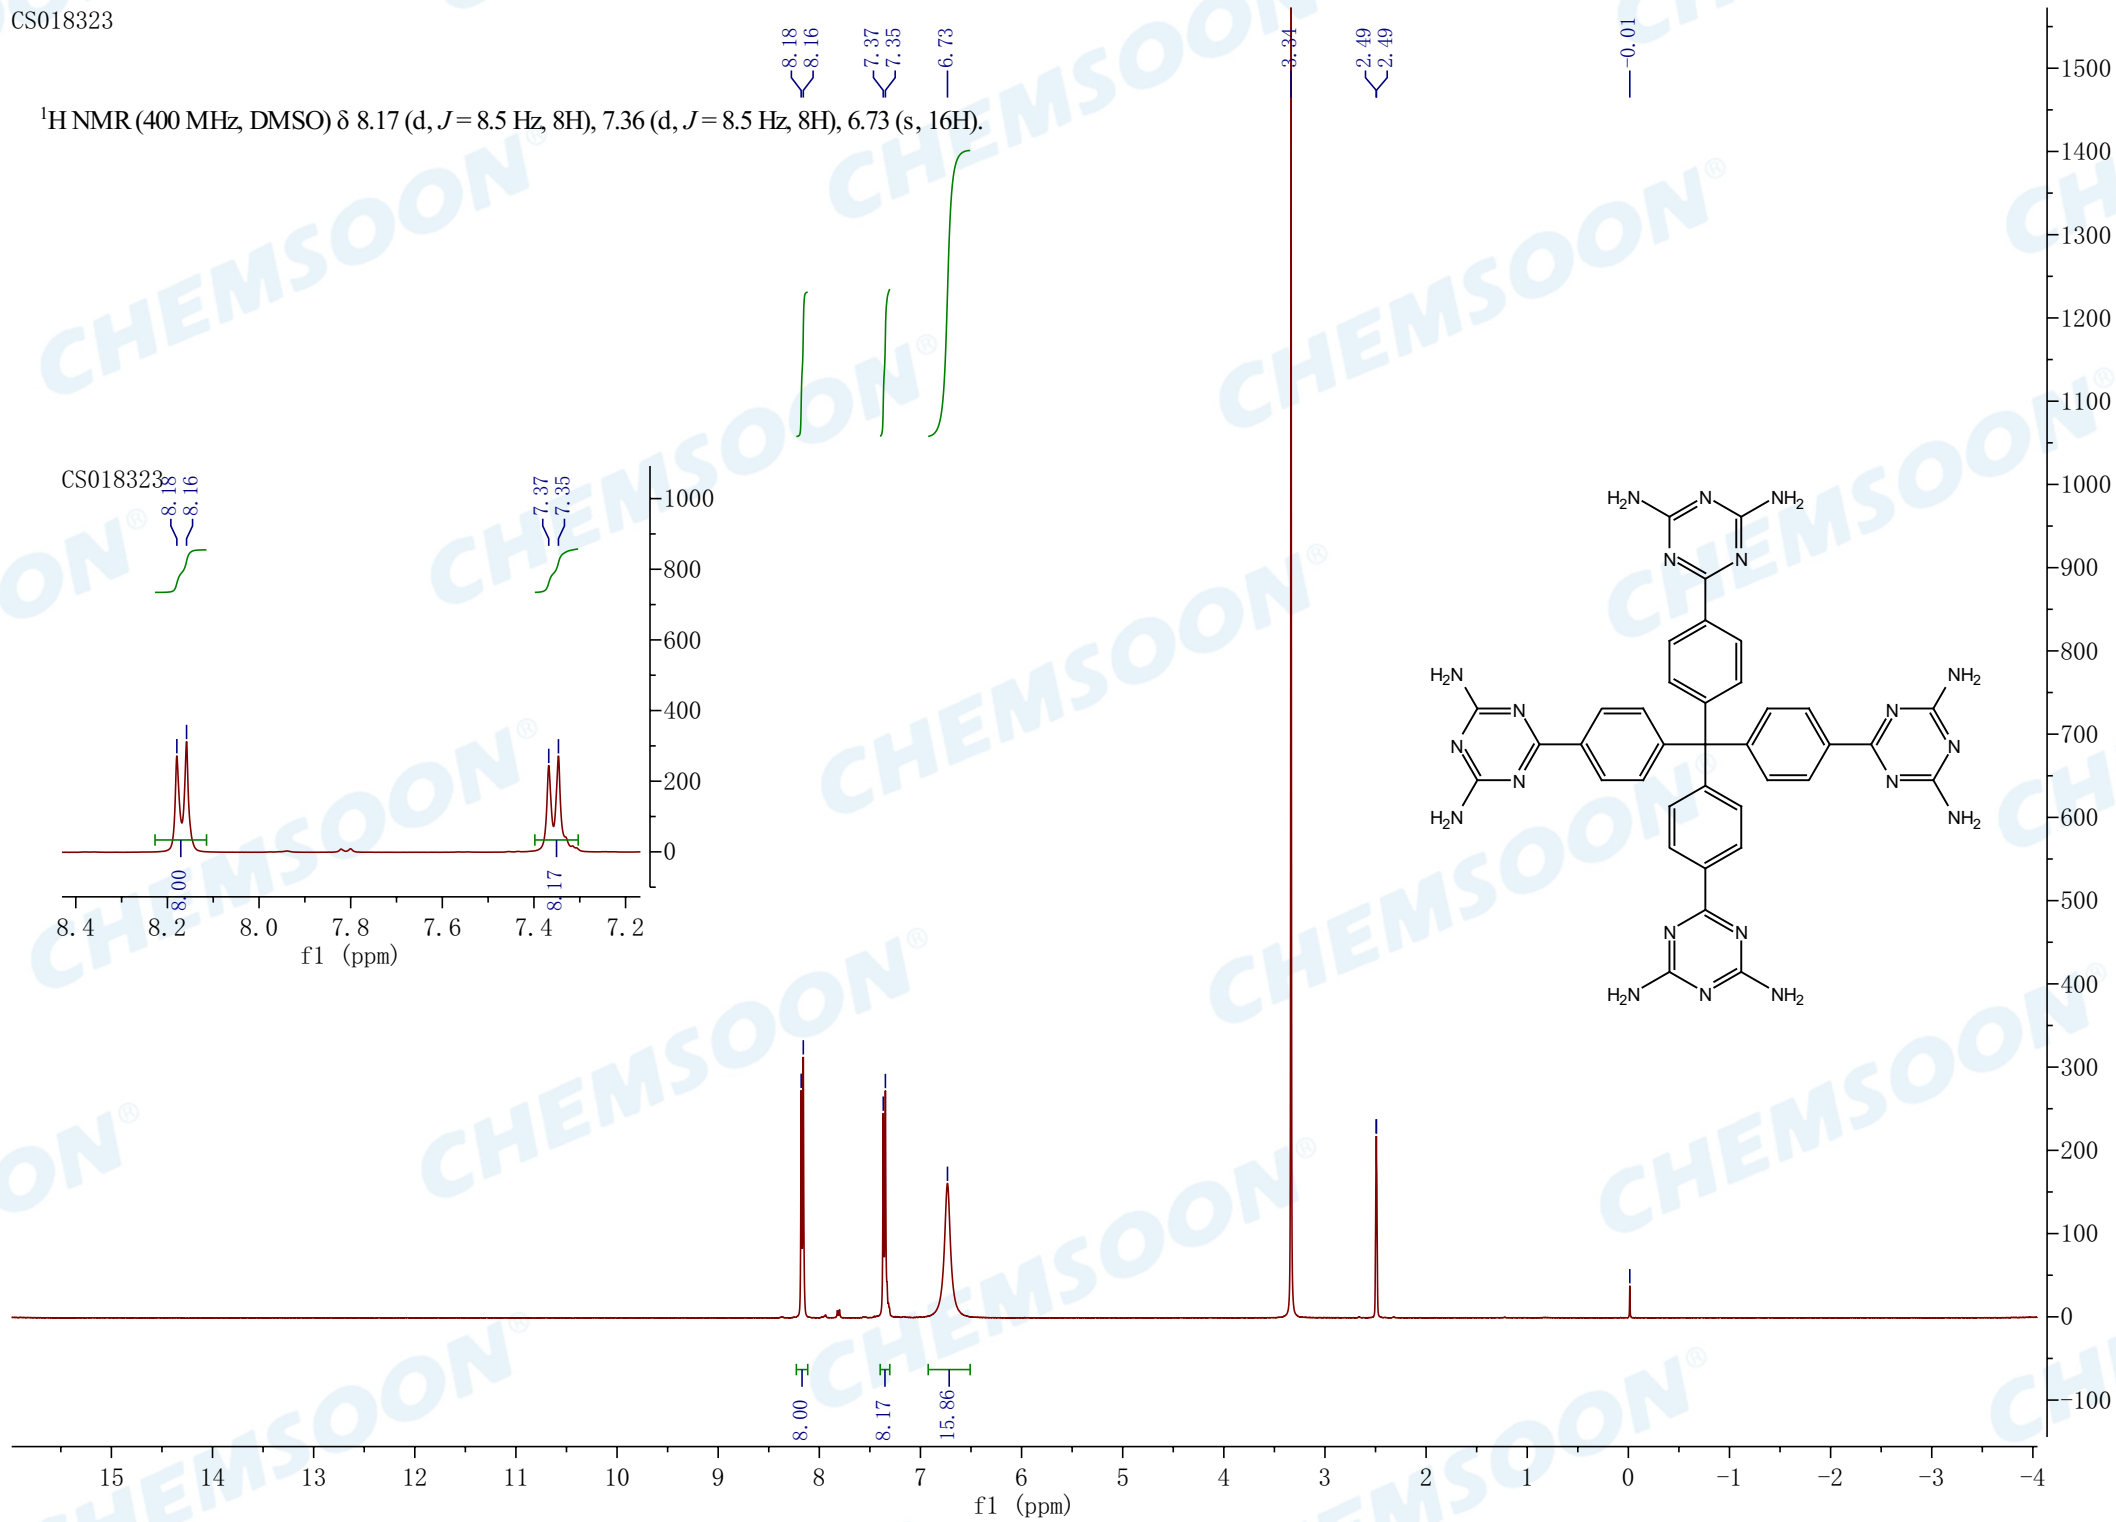 CS018323
8.18
8.16
7.37
7.35
6.73
3.34
2.49
2.49
-0.01
¹H NMR (400 MHz, DMSO) δ 8.17 (d, J = 8.5 Hz, 8H), 7.36 (d, J = 8.5 Hz, 8H), 6.73 (s, 16H).
CS018323
8.18
8.16
7.37
7.35
1000
800
600
400
200
0
8.00
8.17
8.4 8.2 8.0 7.8 7.6 7.4 7.2
f1 (ppm)
H₂N N NH₂
N N
H₂N NH₂
N N
N N
N N
H₂N NH₂
N N
H₂N N NH₂
1500
1400
1300
1200
1100
1000
900
800
700
600
500
400
300
200
100
0
-100
8.00
8.17
15.86
15 14 13 12 11 10 9 8 7 6 5 4 3 2 1 0 -1 -2 -3 -4
f1 (ppm)
CHEMSOON®